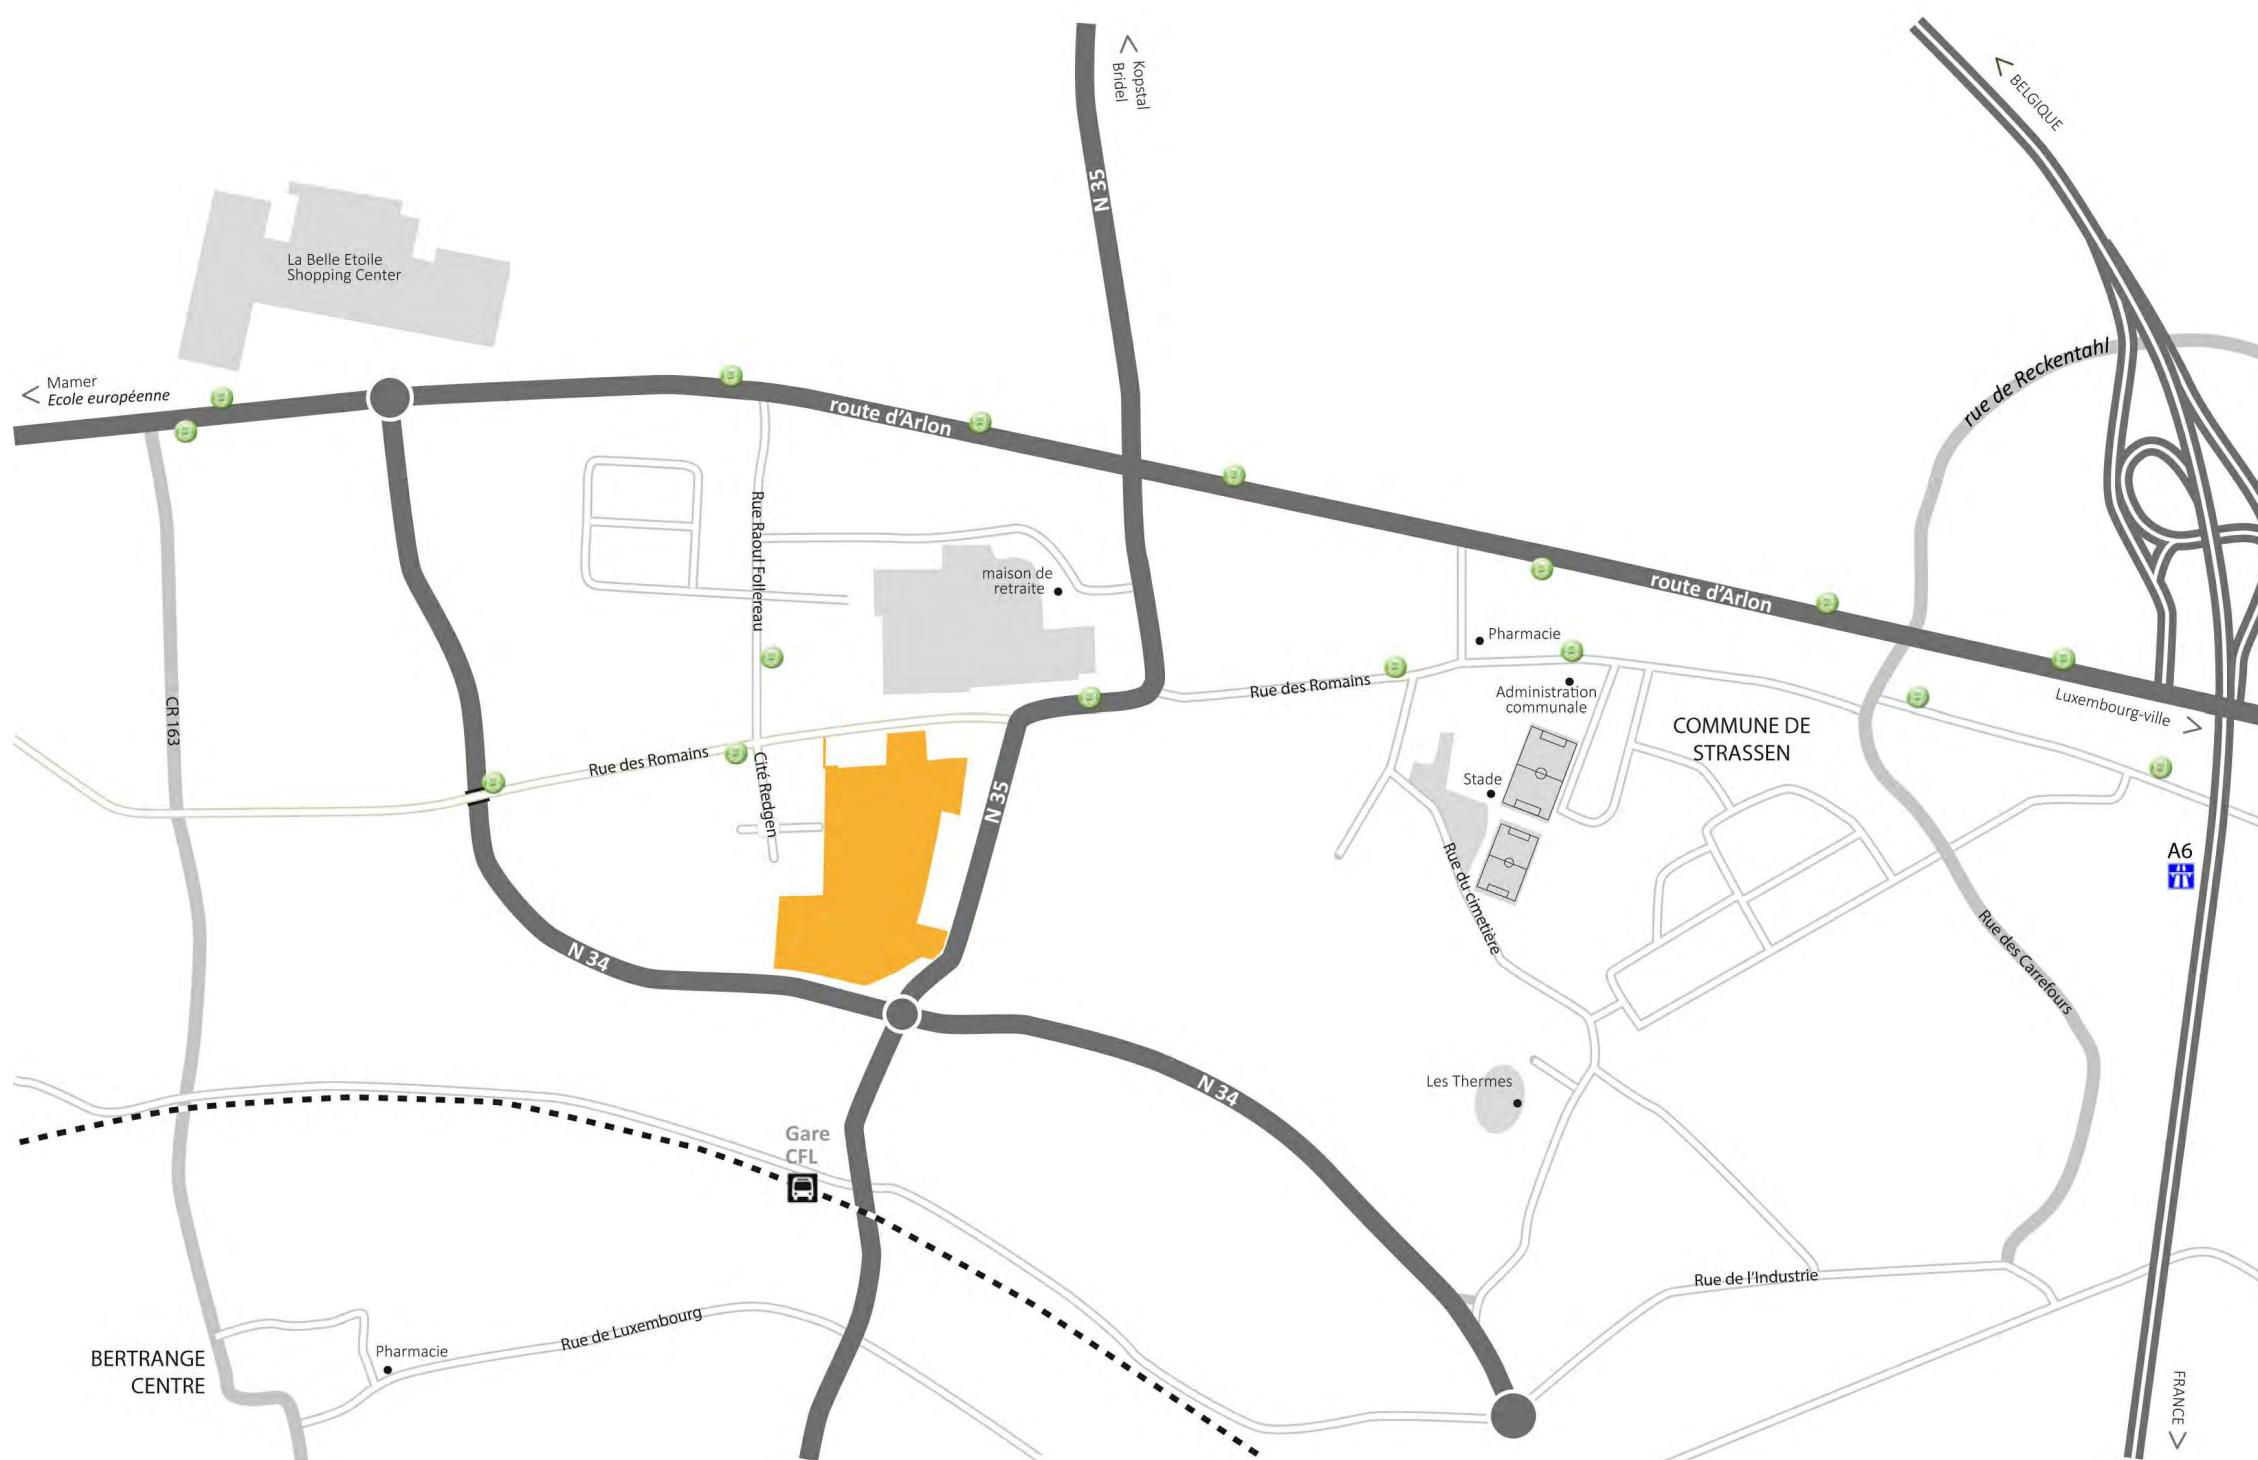 Kopstal
Bridel
BELGIQUE
N 35
La Belle Etoile
Shopping Center
rue de Reckentahl
Mamer
Ecole européenne
route d'Arlon
Rue Raoul Follereau
maison de
retraite
route d'Arlon
Pharmacie
Rue des Romains
Administration
communale
Luxembourg-ville
CR 163
COMMUNE DE
STRASSEN
Rue des Romains
Cité Redgen
N 35
Stade
A6
Rue du cimetière
N 34
Rue des Carrefours
Les Thermes
N 34
Gare
CFL
Rue de l'Industrie
Rue de Luxembourg
Pharmacie
BERTRANGE
CENTRE
FRANCE